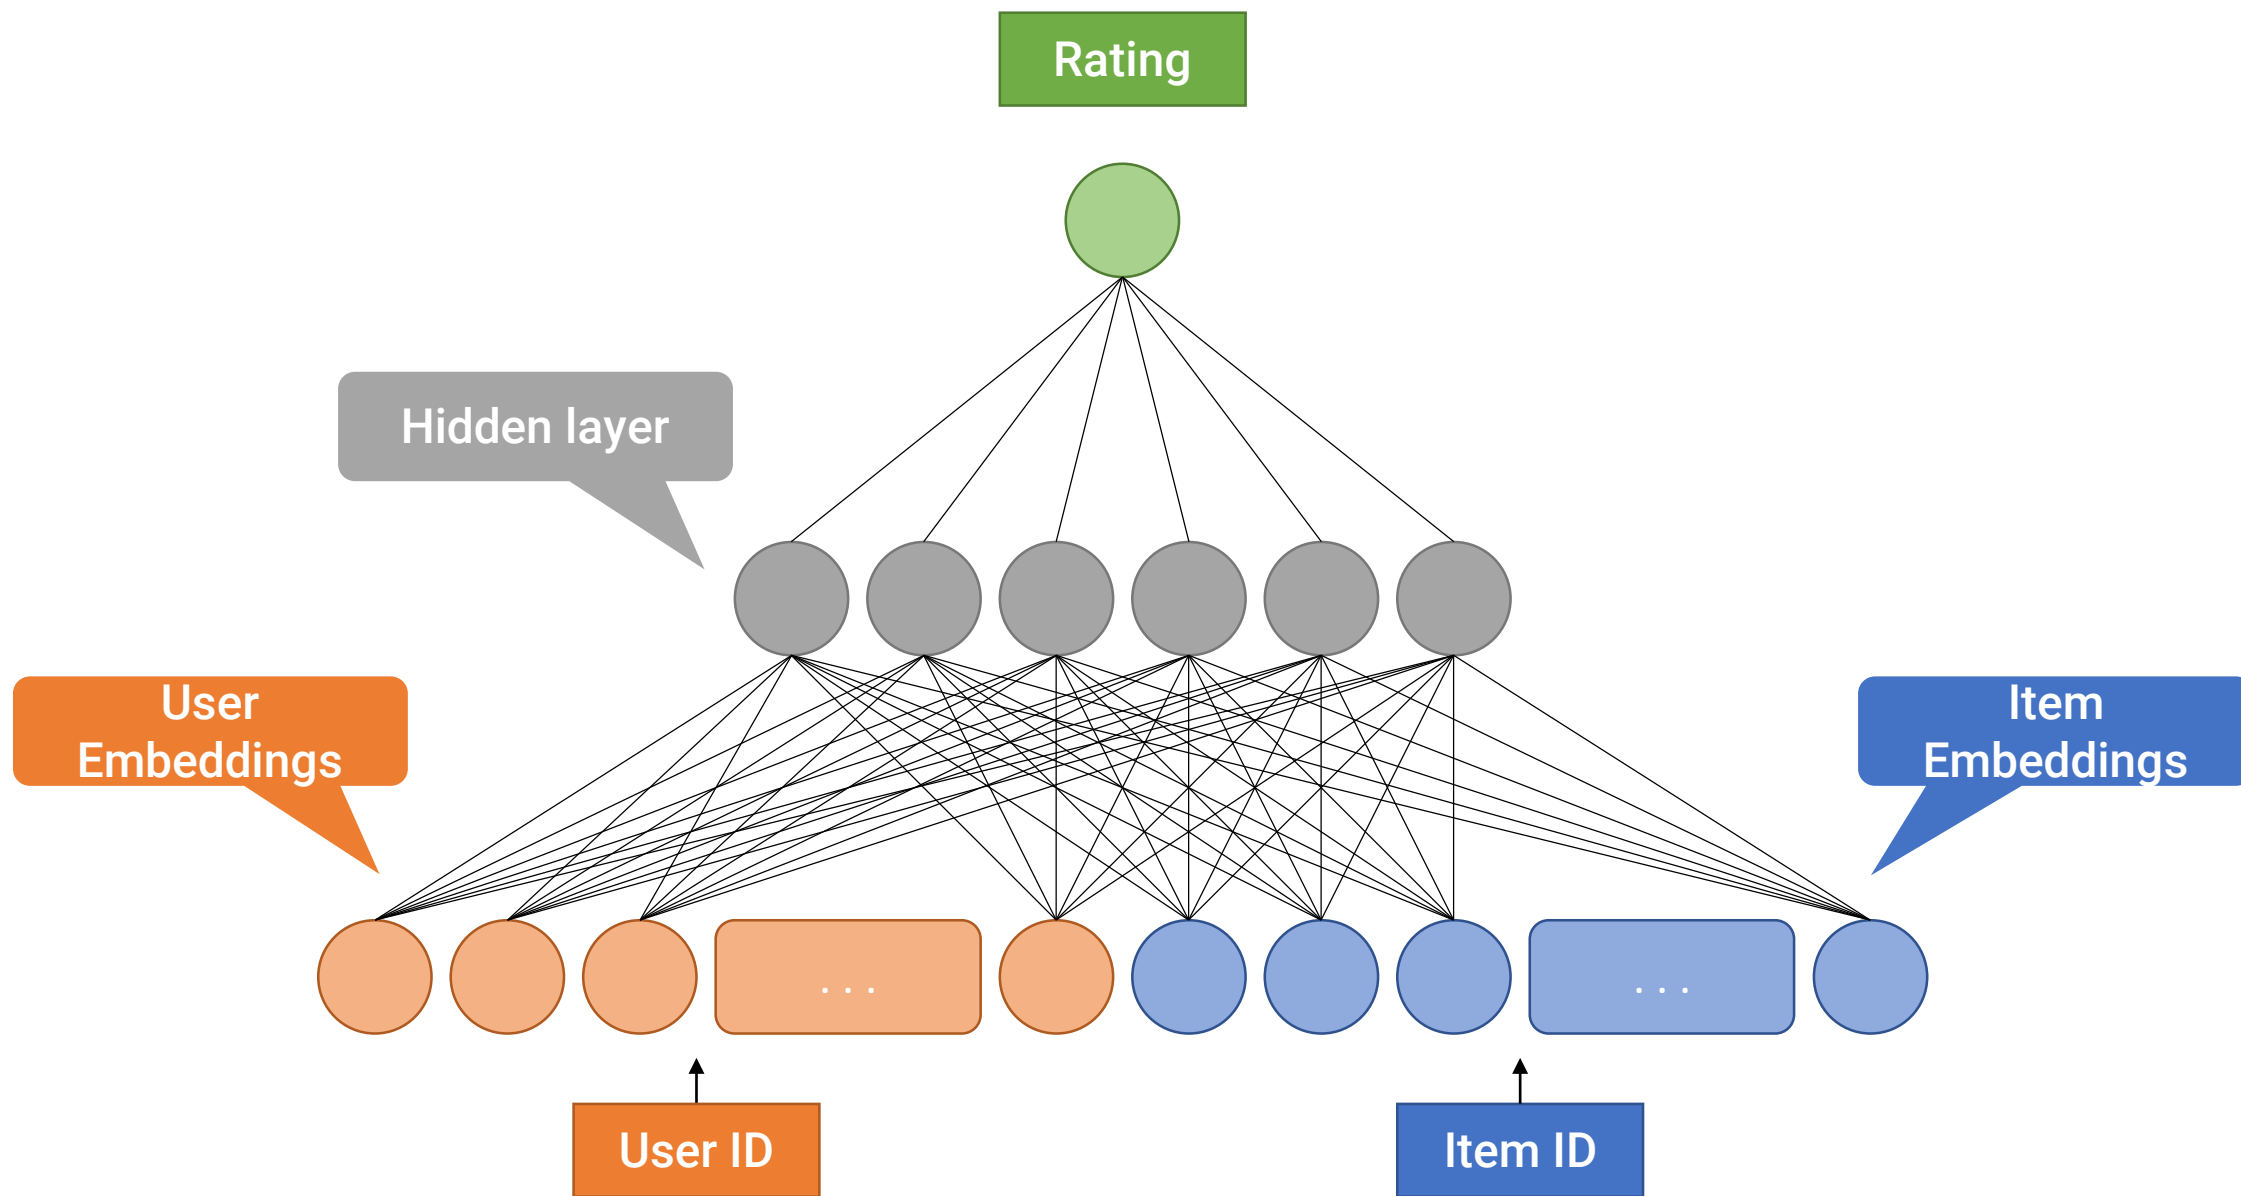 Rating
Hidden layer
User
Embeddings
Item
Embeddings
. . .
. . .
User ID
Item ID